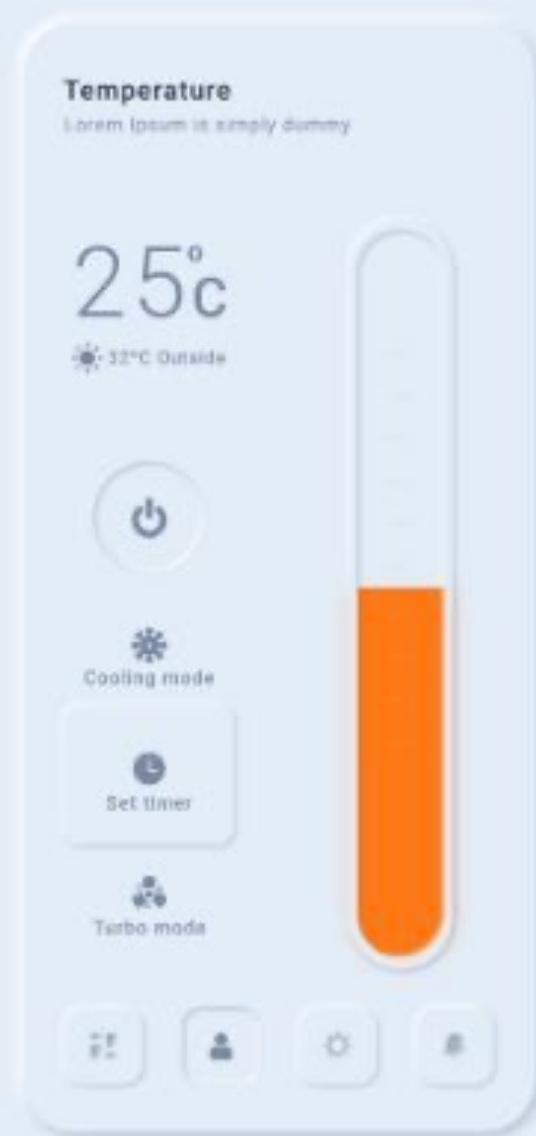 Temperature
Lorem Ipsum is simply dummy
25°c
32°C Outside
Cooling mode
Set timer
Turbo mode